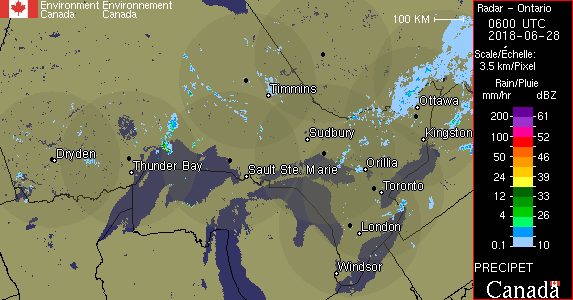 Environment Environnement
Canada Canada
100 KM
Timmins
Ottawa
Sudbury
Kingston
Dryden
Thunder Bay
Sault Ste. Marie
Orillia
Toronto
London
Windsor
Radar - Ontario
0600 UTC
2018-06-28
Scale/Échelle:
3.5 km/Pixel
Rain/Pluie
mm/hr dBZ
200 61
100 52
50 46
24 39
12 33
4 26
0.1 10
PRECIPET
Canada